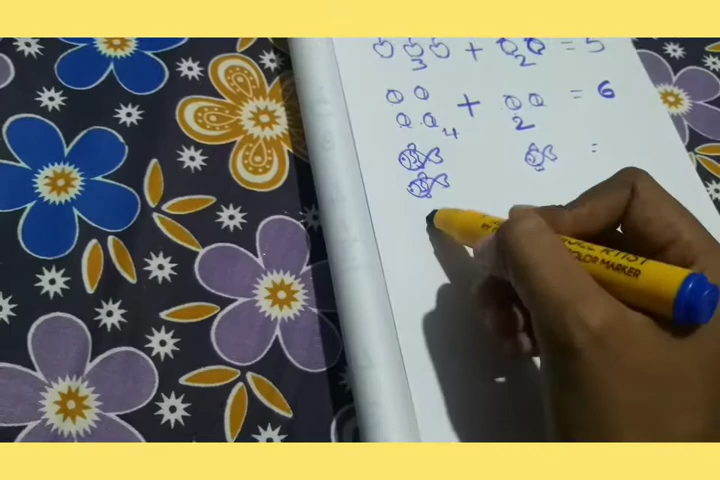 + = 5
3 2
+ = 6
4 2
=
COLOR MARKER